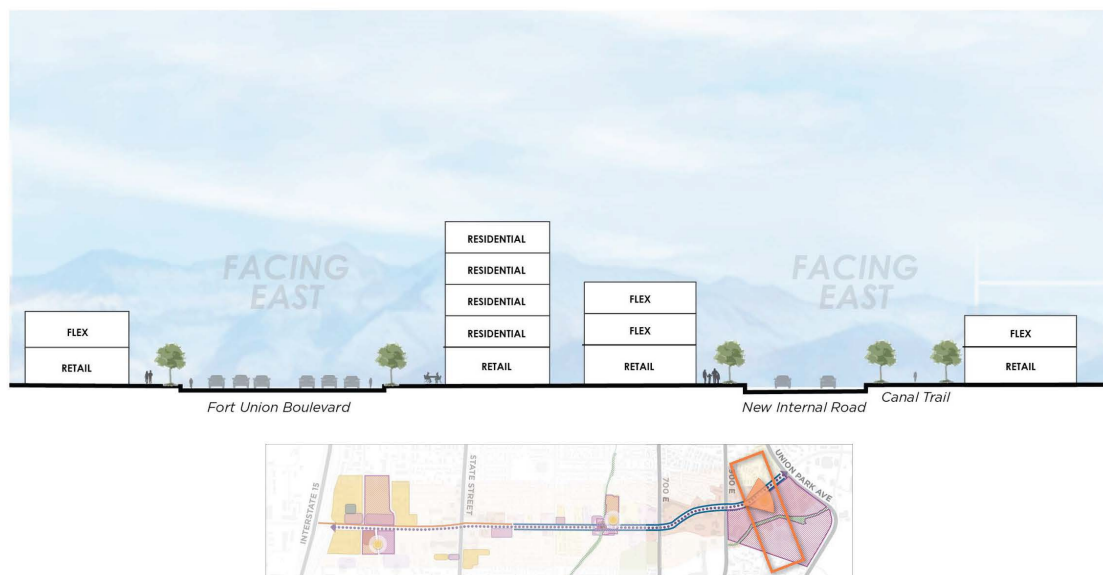 FACING
EAST
FACING
EAST
RESIDENTIAL
RESIDENTIAL
RESIDENTIAL
RESIDENTIAL
RETAIL
FLEX
FLEX
RETAIL
FLEX
RETAIL
FLEX
RETAIL
Fort Union Boulevard
New Internal Road
Canal Trail
INTERSTATE 15
STATE STREET
700 E
900 E
UNION PARK AVE